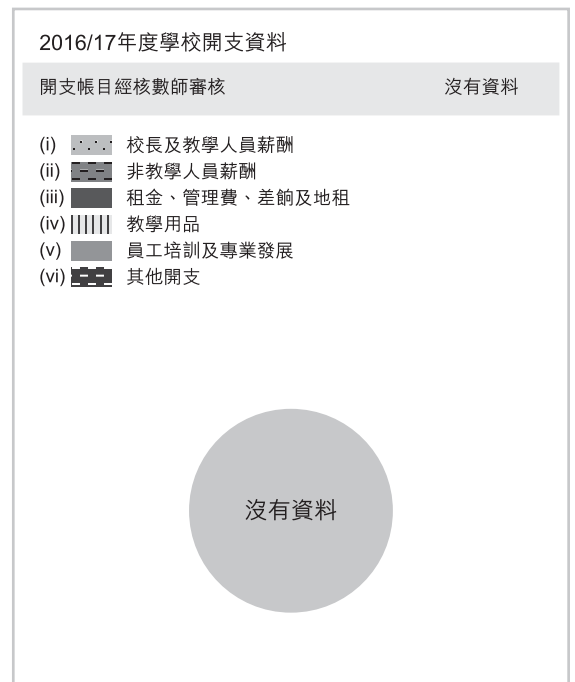 2016/17年度學校開支資料
開支帳目經核數師審核 沒有資料
(i) 校長及教學人員薪酬
(ii) 非教學人員薪酬
(iii) 租金、管理費、差餉及地租
(iv) 教學用品
(v) 員工培訓及專業發展
(vi) 其他開支
沒有資料